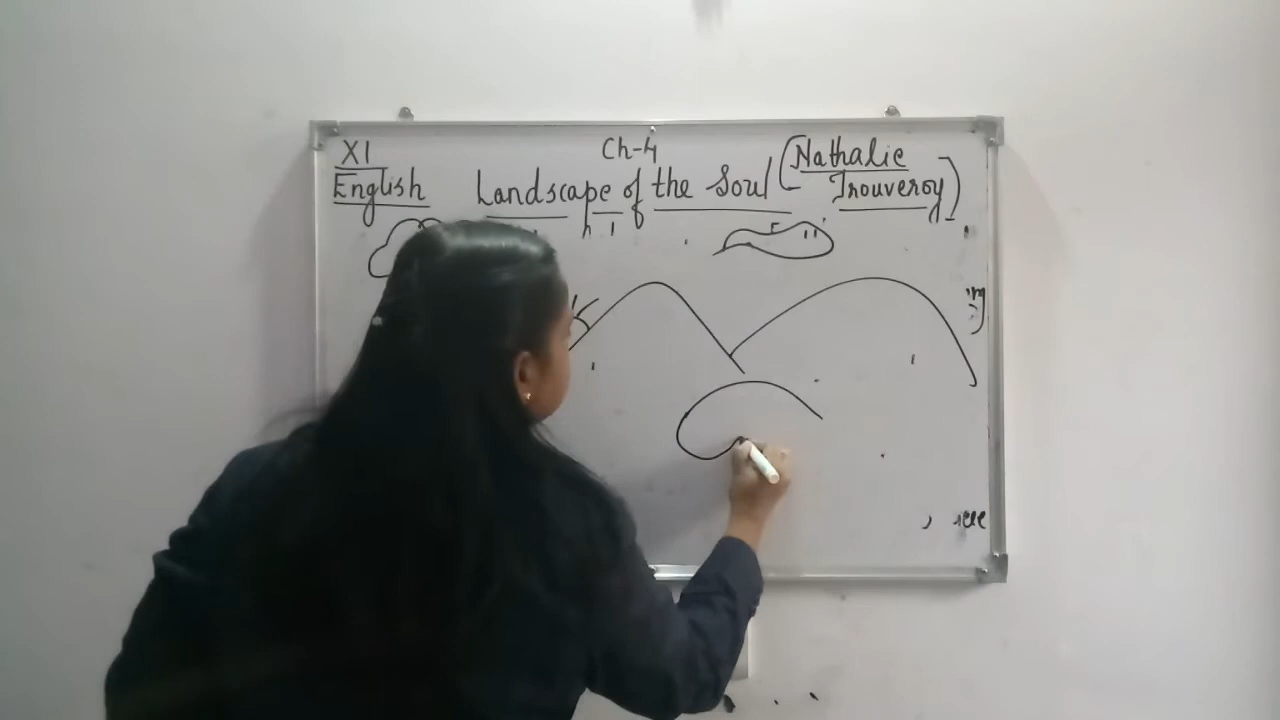 XI
English
Ch-4
Landscape of the Soul (Nathalie
Trouveroy)